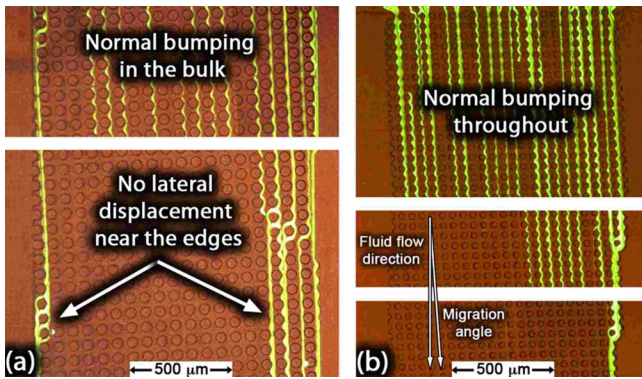 Normal bumping
in the bulk
No lateral
displacement
near the edges
(a)
500 μm
Normal bumping
throughout
Fluid flow
direction
Migration
angle
(b)
500 μm